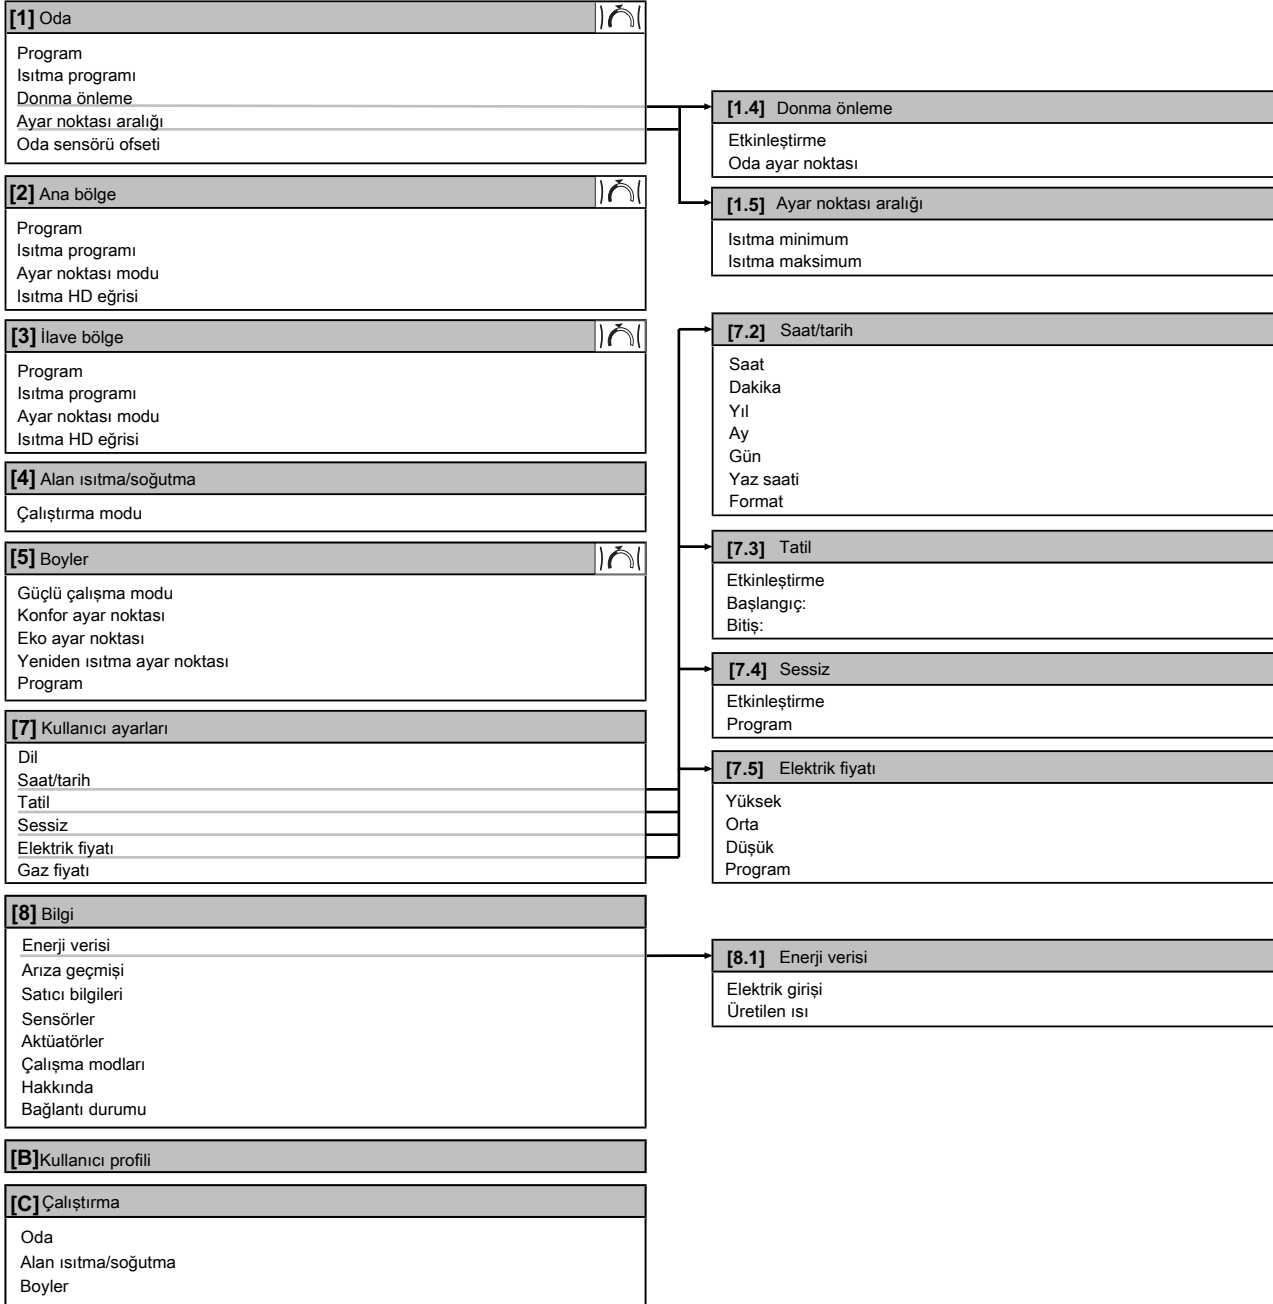 [1] Oda
Program
Isıtma programı
Donma önleme
Ayar noktası aralığı
Oda sensörü ofseti
[2] Ana bölge
Program
Isıtma programı
Ayar noktası modu
Isıtma HD eğrisi
[3] İlave bölge
Program
Isıtma programı
Ayar noktası modu
Isıtma HD eğrisi
[4] Alan ısıtma/soğutma
Çalıştırma modu
[5] Boyler
Güçlü çalışma modu
Konfor ayar noktası
Eko ayar noktası
Yeniden ısıtma ayar noktası
Program
[7] Kullanıcı ayarları
Dil
Saat/tarih
Tatil
Sessiz
Elektrik fiyatı
Gaz fiyatı
[8] Bilgi
Enerji verisi
Arıza geçmişi
Satıcı bilgileri
Sensörler
Aktüatörler
Çalışma modları
Hakkında
Bağlantı durumu
[B]Kullanıcı profili
[C]Çalıştırma
Oda
Alan ısıtma/soğutma
Boyler
[1.4] Donma önleme
Etkinleştirme
Oda ayar noktası
[1.5] Ayar noktası aralığı
Isıtma minimum
Isıtma maksimum
[7.2] Saat/tarih
Saat
Dakika
Yıl
Ay
Gün
Yaz saati
Format
[7.3] Tatil
Etkinleştirme
Başlangıç:
Bitiş:
[7.4] Sessiz
Etkinleştirme
Program
[7.5] Elektrik fiyatı
Yüksek
Orta
Düşük
Program
[8.1] Enerji verisi
Elektrik girişi
Üretilen ısı